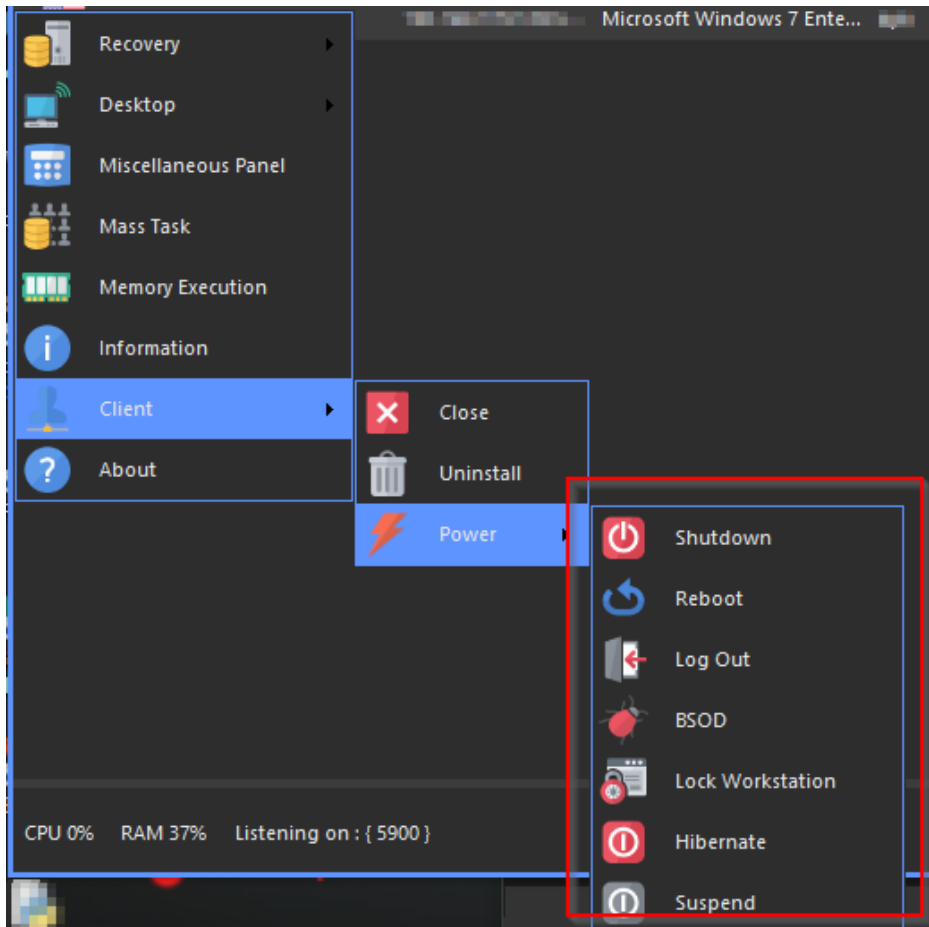 Microsoft Windows 7 Ente...
Recovery
Desktop
Miscellaneous Panel
Mass Task
Memory Execution
Information
Client
About
Close
Uninstall
Power
Shutdown
Reboot
Log Out
BSOD
Lock Workstation
Hibernate
Suspend
CPU 0% RAM 37% Listening on : { 5900 }